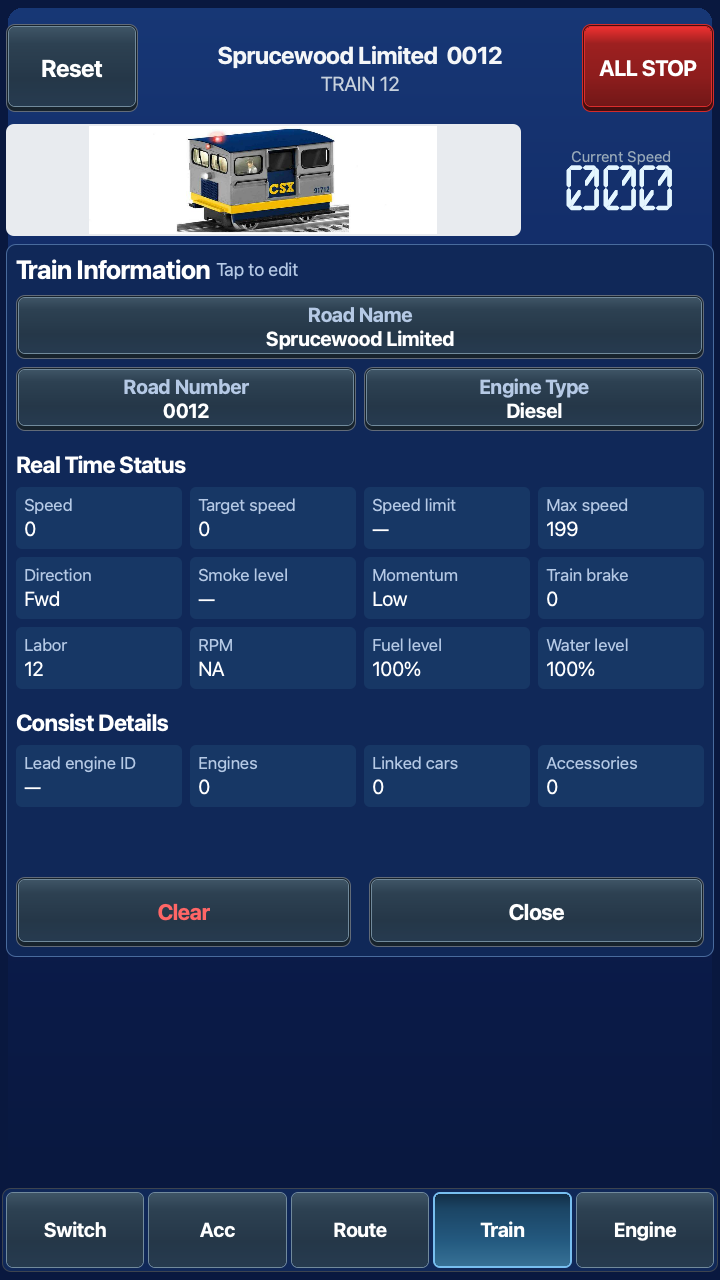 Reset
Sprucewood Limited 0012
TRAIN 12
ALL STOP
CSX
91712
Current Speed
000
Train Information Tap to edit
Road Name
Sprucewood Limited
Road Number
0012
Engine Type
Diesel
Real Time Status
Speed
0
Target speed
0
Speed limit
—
Max speed
199
Direction
Fwd
Smoke level
—
Momentum
Low
Train brake
0
Labor
12
RPM
NA
Fuel level
100%
Water level
100%
Consist Details
Lead engine ID
—
Engines
0
Linked cars
0
Accessories
0
Clear
Close
Switch
Acc
Route
Train
Engine